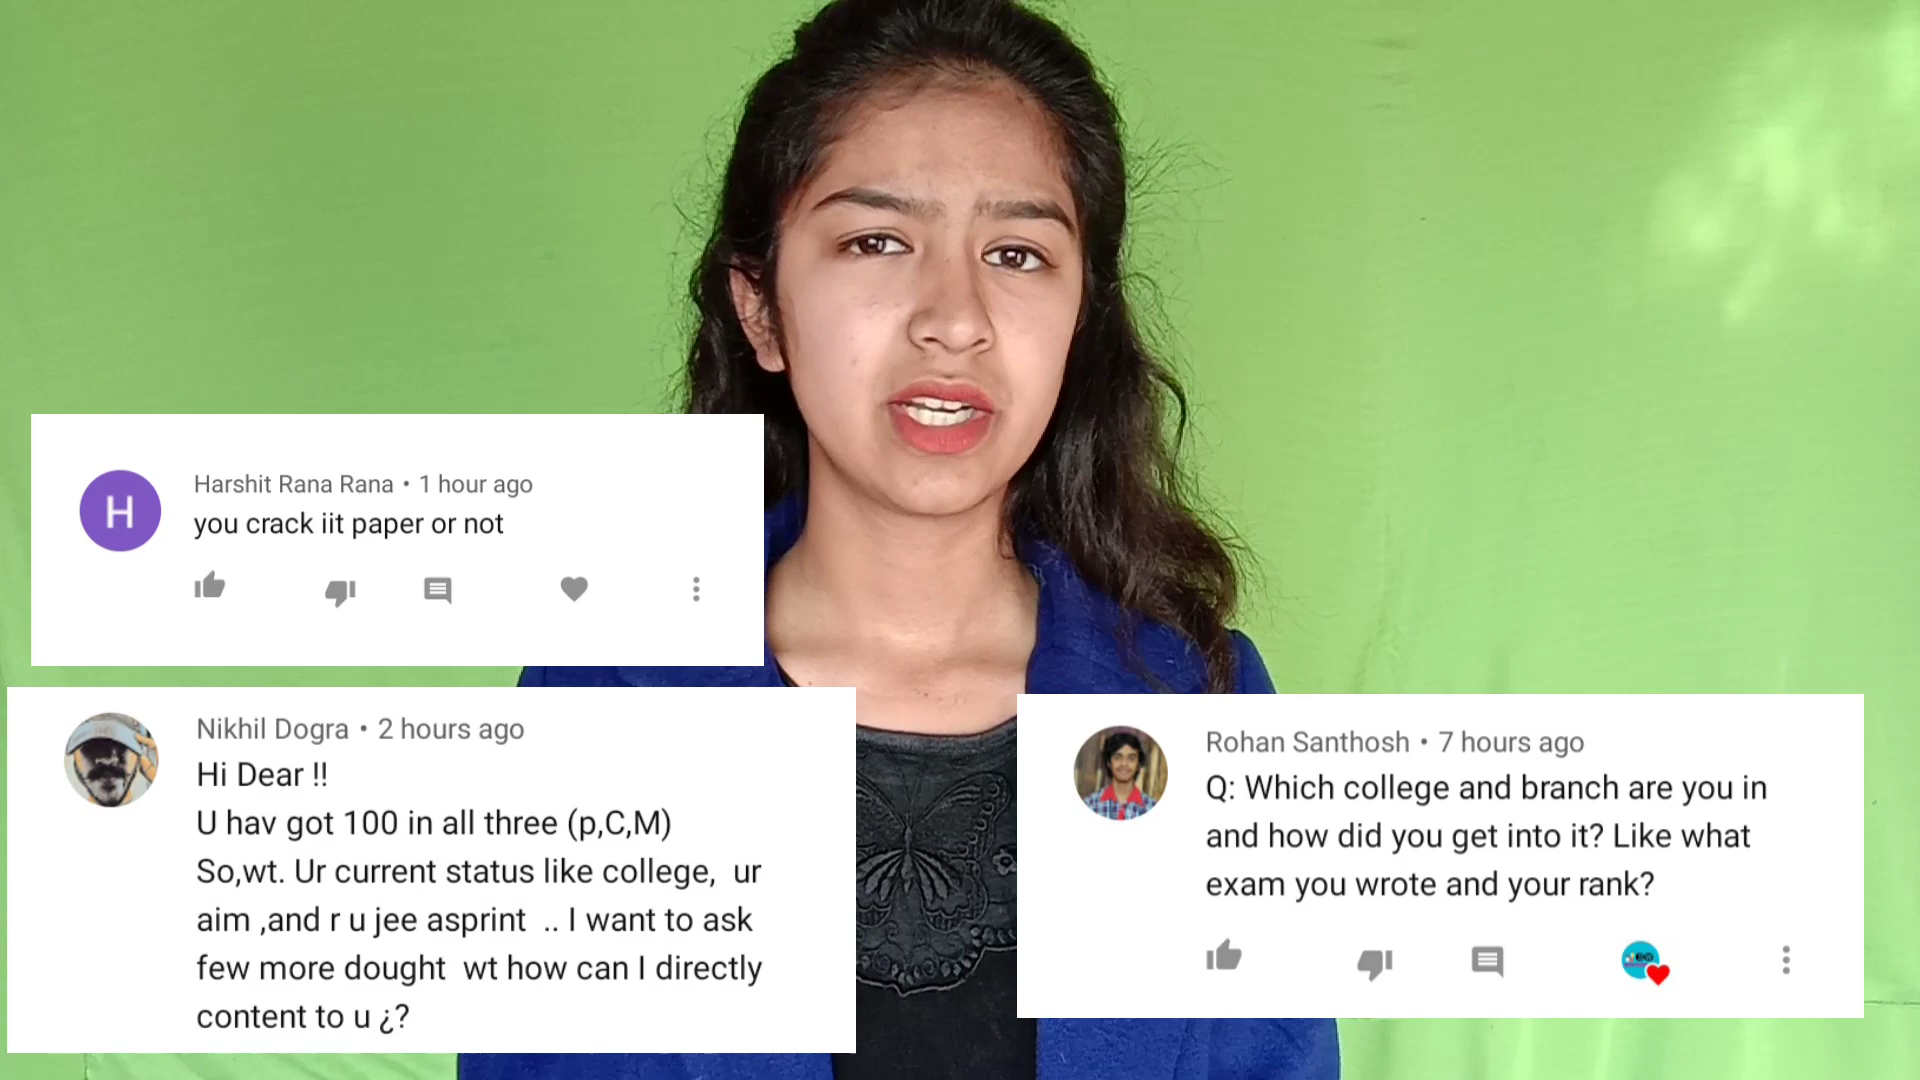 H
Harshit Rana Rana • 1 hour ago
you crack iit paper or not
Nikhil Dogra • 2 hours ago
Hi Dear !!
U hav got 100 in all three (p,C,M)
So,wt. Ur current status like college, ur
aim ,and r u jee asprint .. I want to ask
few more dought wt how can I directly
content to u ¿?
Rohan Santhosh • 7 hours ago
Q: Which college and branch are you in
and how did you get into it? Like what
exam you wrote and your rank?